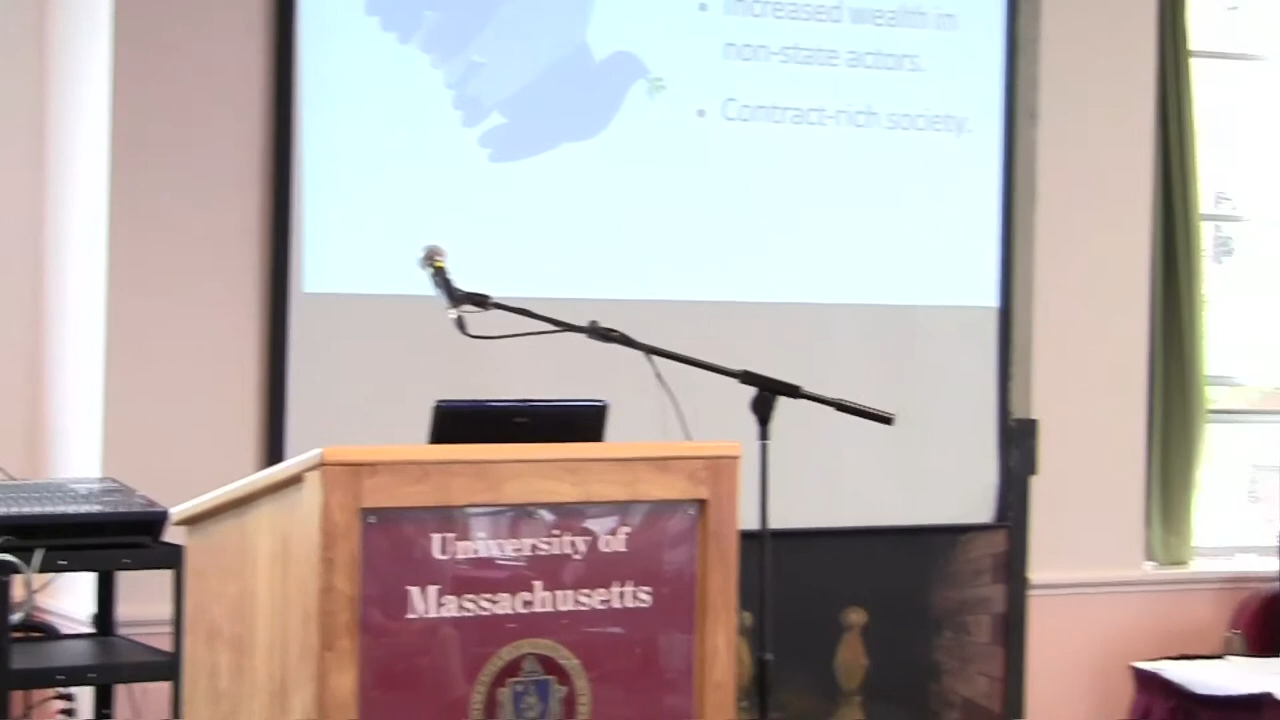 • Increased wealth in
non-state actors.
• Contract-rich society.
University of
Massachusetts